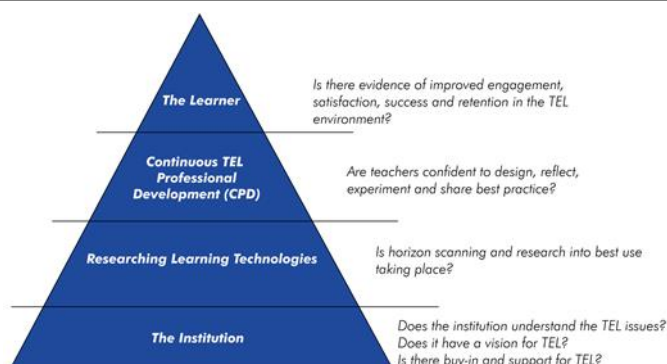 The Learner
Is there evidence of improved engagement,
satisfaction, success and retention in the TEL
environment?
Continuous TEL
Professional
Development (CPD)
Are teachers confident to design, reflect,
experiment and share best practice?
Researching Learning Technologies
Is horizon scanning and research into best use
taking place?
The Institution
Does the institution understand the TEL issues?
Does it have a vision for TEL?
Is there buy-in and support for TEL?